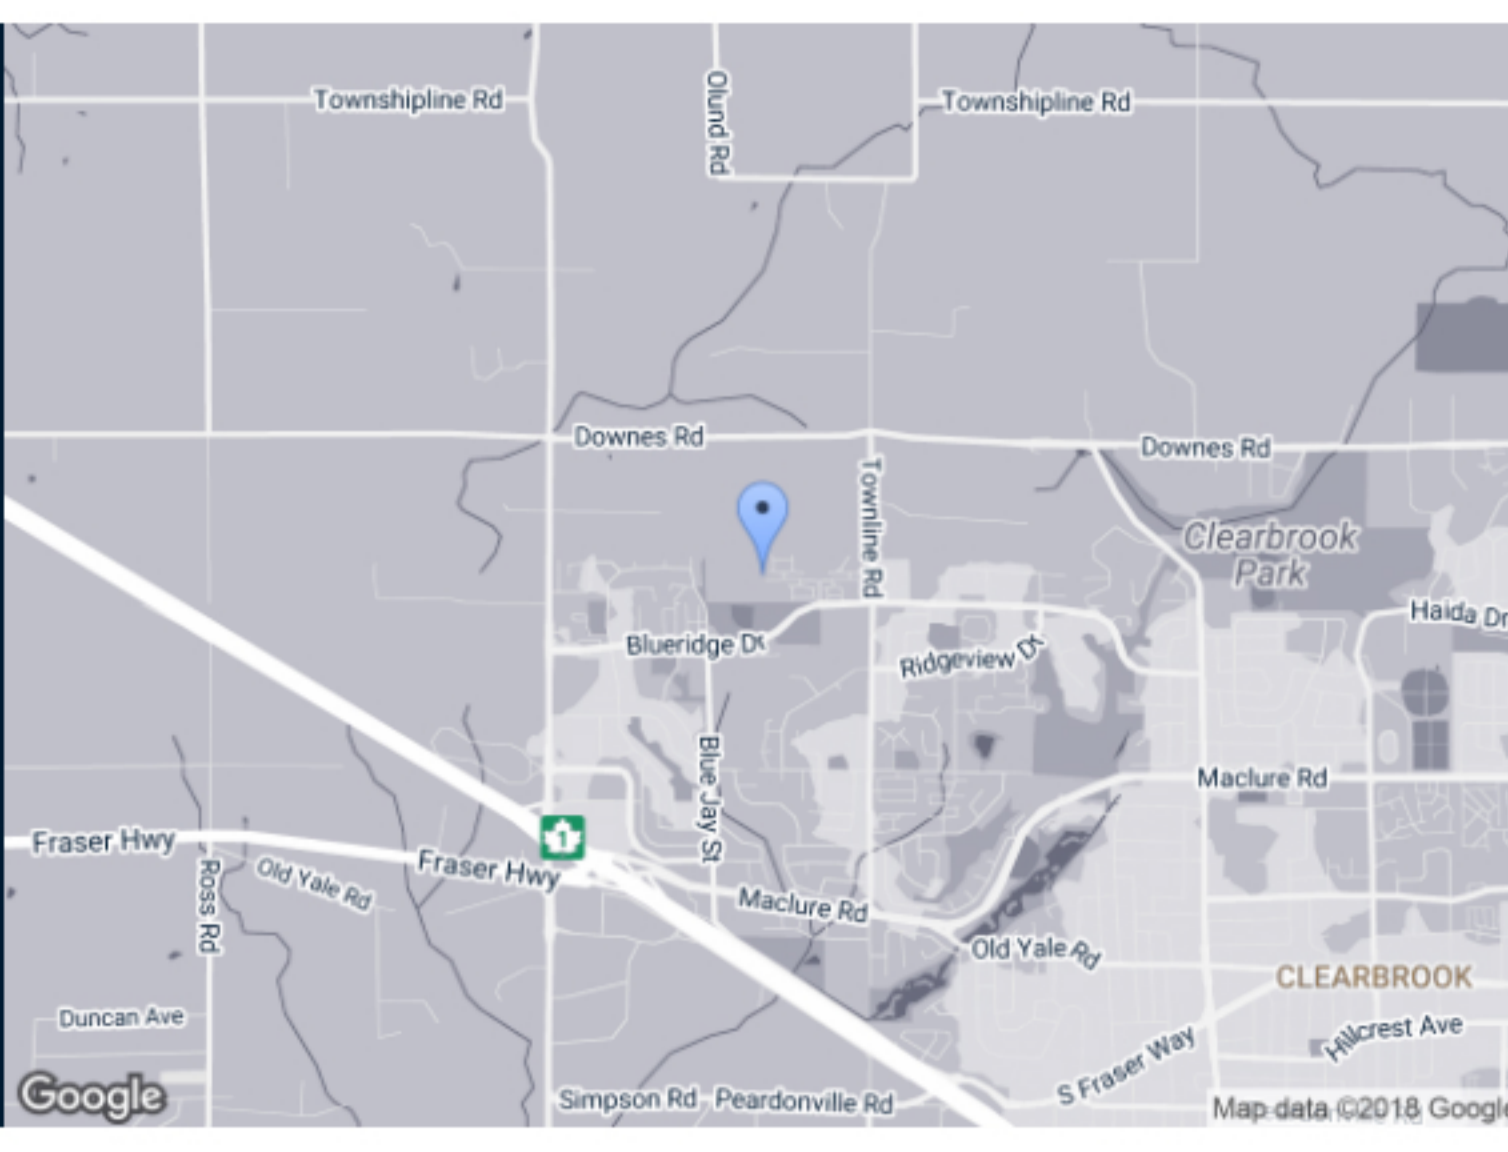 Townshipline Rd
Olund Rd
Townshipline Rd
Downes Rd
Downes Rd
Townline Rd
Clearbrook
Park
Haida Dr
Blueridge Dr
Ridgeview Dr
Blue Jay St
Maclure Rd
1
Fraser Hwy
Fraser Hwy
Old Yale Rd
Ross Rd
Maclure Rd
Old Yale Rd
CLEARBROOK
Duncan Ave
Hillcrest Ave
S Fraser Way
Google
Simpson Rd
Peardonville Rd
Map data ©2018 Google